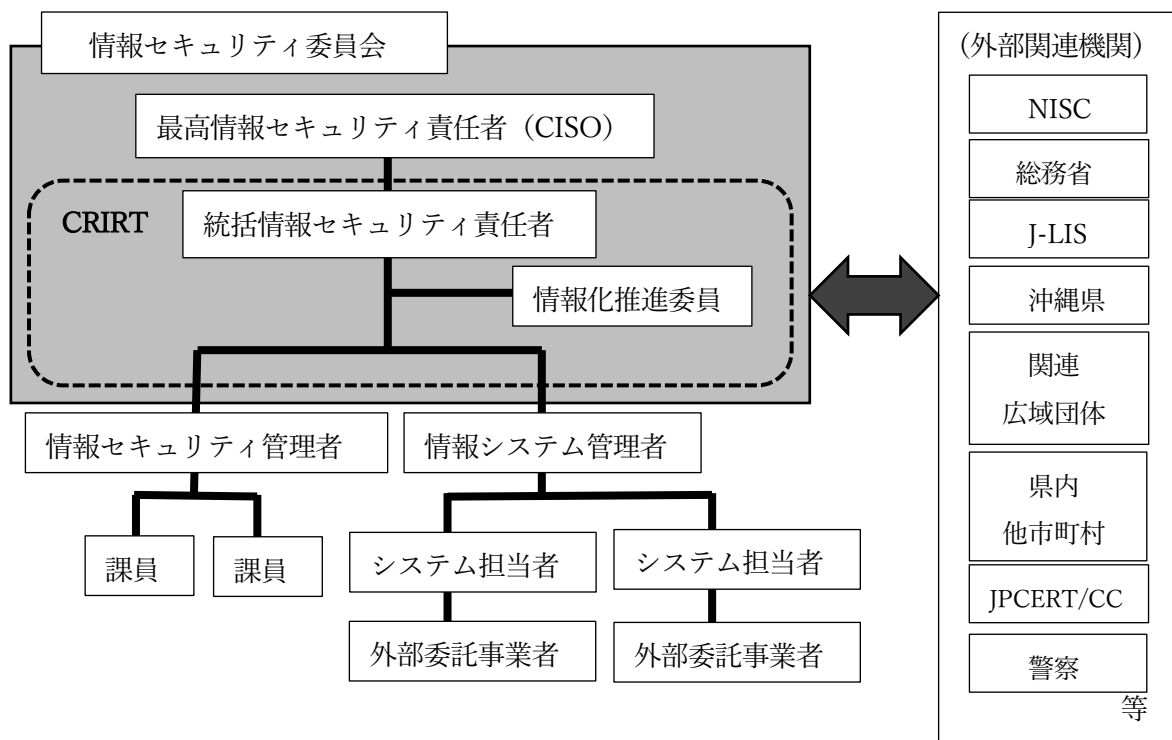 情報セキュリティ委員会
最高情報セキュリティ責任者（CISO）
CRIRT
統括情報セキュリティ責任者
情報化推進委員
情報セキュリティ管理者
情報システム管理者
課員
課員
システム担当者
システム担当者
外部委託事業者
外部委託事業者
（外部関連機関）
NISC
総務省
J-LIS
沖縄県
関連
広域団体
県内
他市町村
JPCERT/CC
警察
等